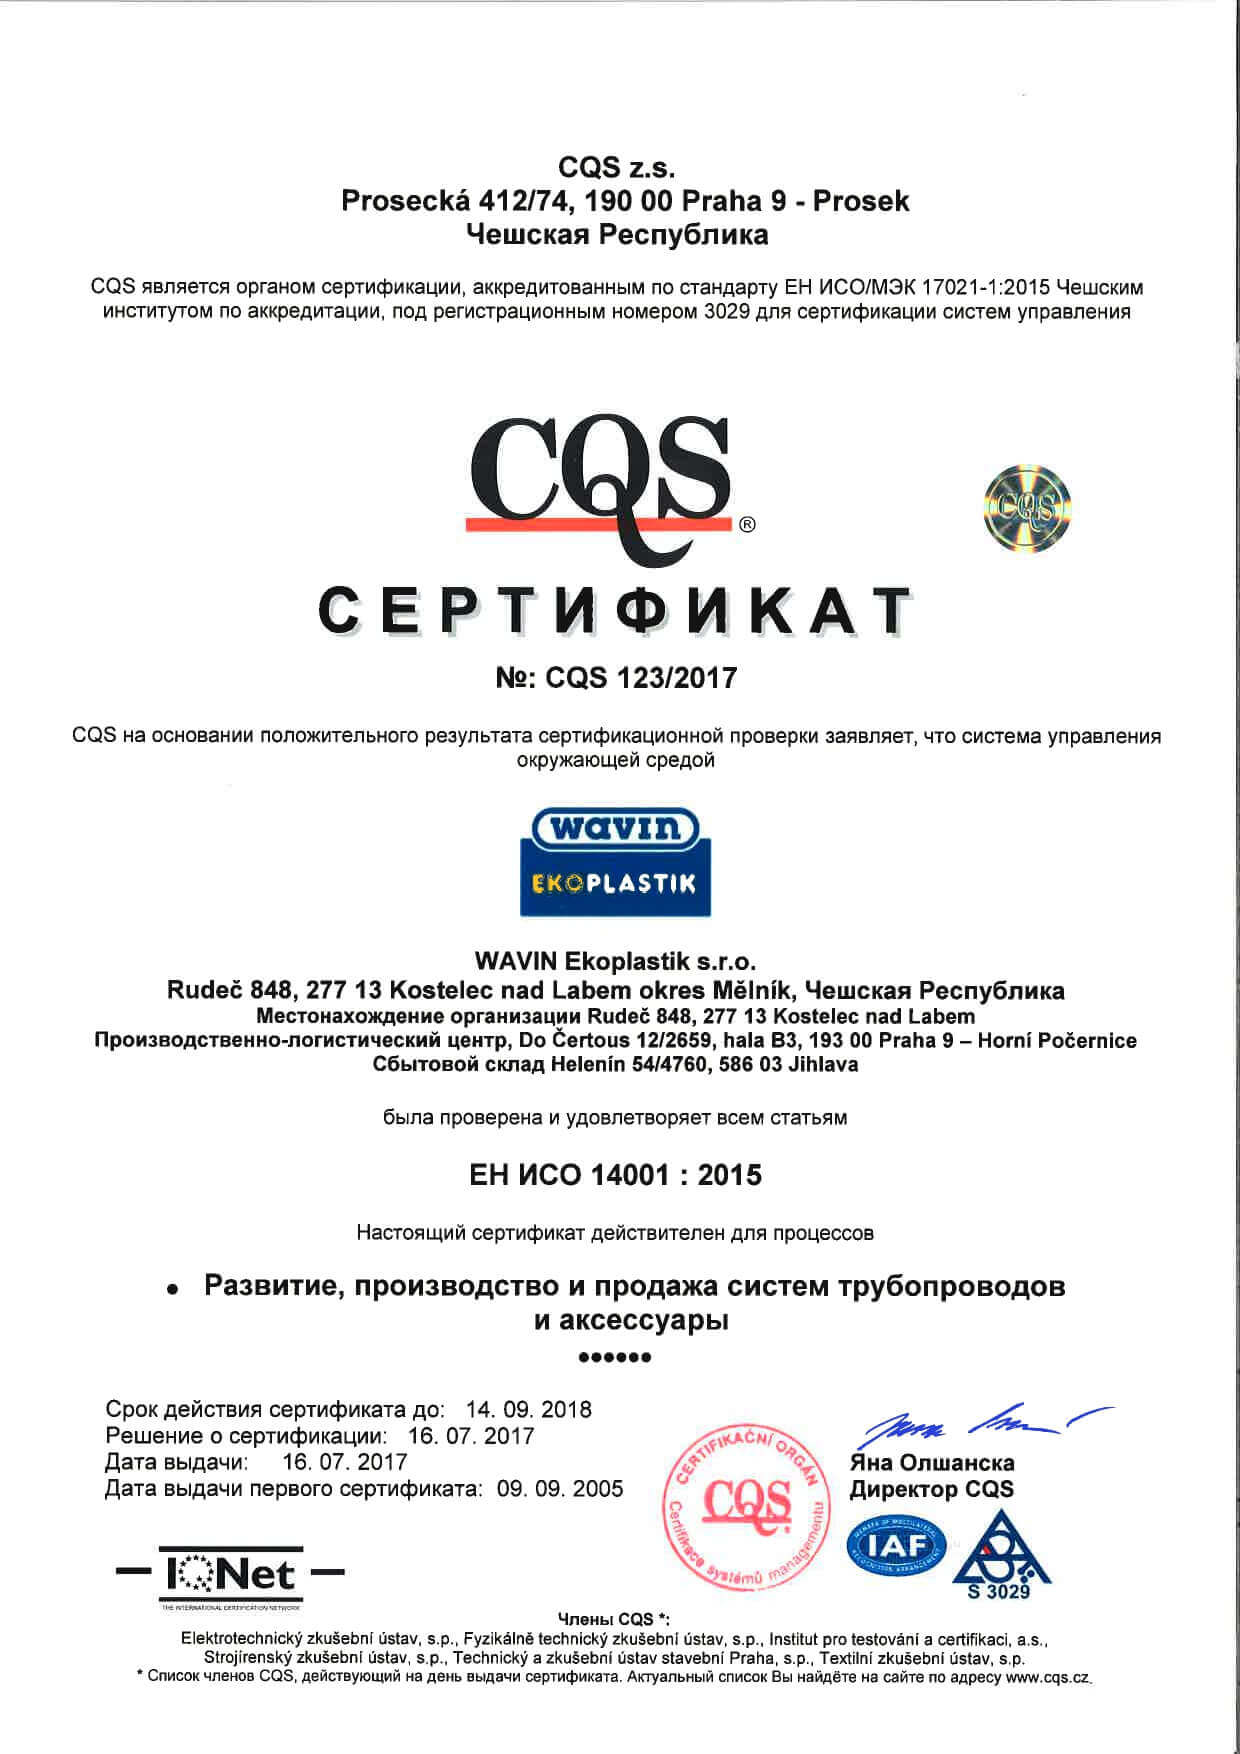 CQS z.s.
Prosecká 412/74, 190 00 Praha 9 - Prosek
Чешская Республика
CQS является органом сертификации, аккредитованным по стандарту ЕН ИСО/МЭК 17021-1:2015 Чешским
институтом по аккредитации, под регистрационным номером 3029 для сертификации систем управления
CQS ®
CQS
СЕРТИФИКАТ
№: CQS 123/2017
CQS на основании положительного результата сертификационной проверки заявляет, что система управления
окружающей средой
wavin
EKOPLASTIK
WAVIN Ekoplastik s.r.o.
Rudeč 848, 277 13 Kostelec nad Labem okres Mělník, Чешская Республика
Местонахождение организации Rudeč 848, 277 13 Kostelec nad Labem
Производственно-логистический центр, Do Čertous 12/2659, hala B3, 193 00 Praha 9 – Horní Počernice
Сбытовой склад Helenín 54/4760, 586 03 Jihlava
была проверена и удовлетворяет всем статьям
ЕН ИСО 14001 : 2015
Настоящий сертификат действителен для процессов
• Развитие, производство и продажа систем трубопроводов
и аксессуары
••••••
Срок действия сертификата до: 14. 09. 2018
Решение о сертификации: 16. 07. 2017
Дата выдачи: 16. 07. 2017
Дата выдачи первого сертификата: 09. 09. 2005
CERTIFIKAČNÍ ORGÁN
CQS
Certifikace systémů managementu
Яна Олшанска
Директор CQS
MEMBER OF MULTILATERAL
IAF
RECOGNITION ARRANGEMENT
S 3029
IQNet
THE INTERNATIONAL CERTIFICATION NETWORK
Члены CQS *:
Elektrotechnický zkušební ústav, s.p., Fyzikálně technický zkušební ústav, s.p., Institut pro testování a certifikaci, a.s.,
Strojírenský zkušební ústav, s.p., Technický a zkušební ústav stavební Praha, s.p., Textilní zkušební ústav, s.p.
* Список членов CQS, действующий на день выдачи сертификата. Актуальный список Вы найдёте на сайте по адресу www.cqs.cz.